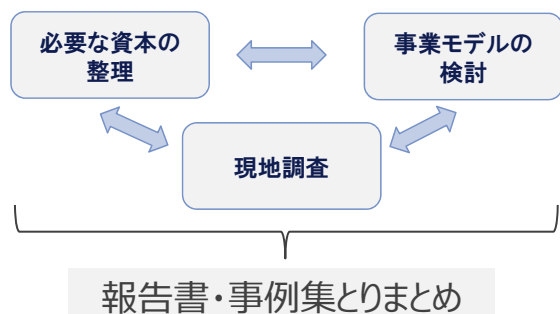 必要な資本の
整理
事業モデルの
検討
現地調査
報告書・事例集とりまとめ